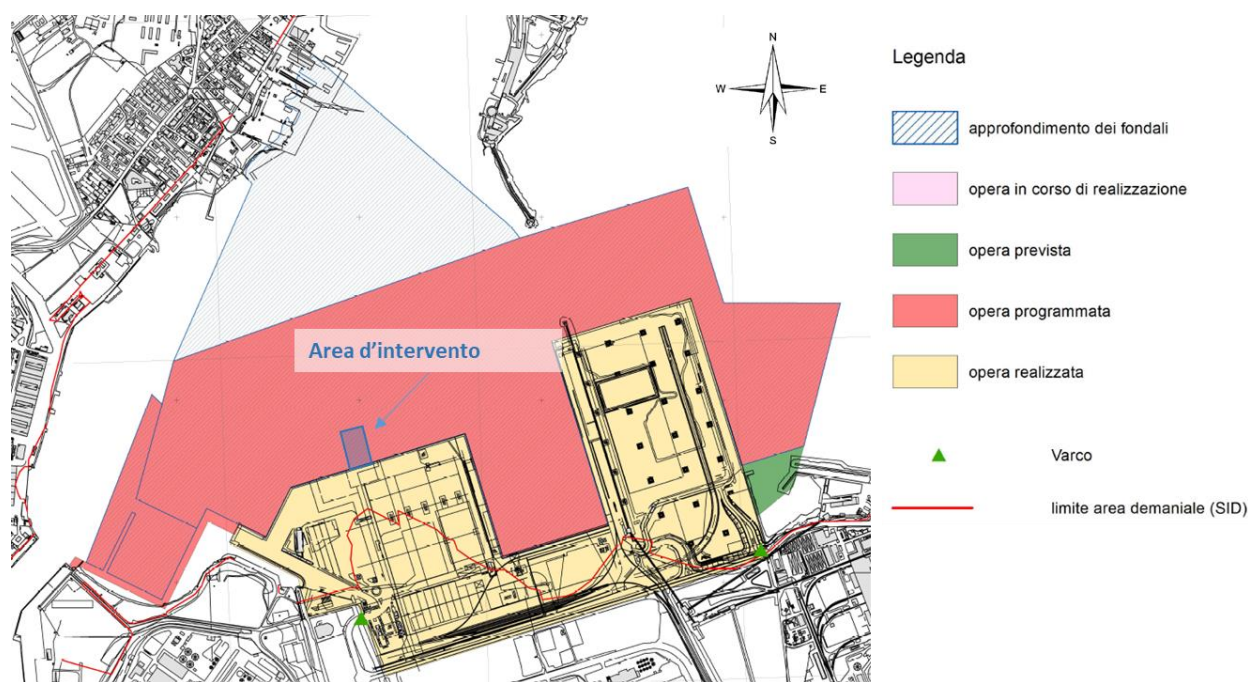 N
W E
S
Area d'intervento
Legenda
approfondimento dei fondali
opera in corso di realizzazione
opera prevista
opera programmata
opera realizzata
Varco
limite area demaniale (SID)